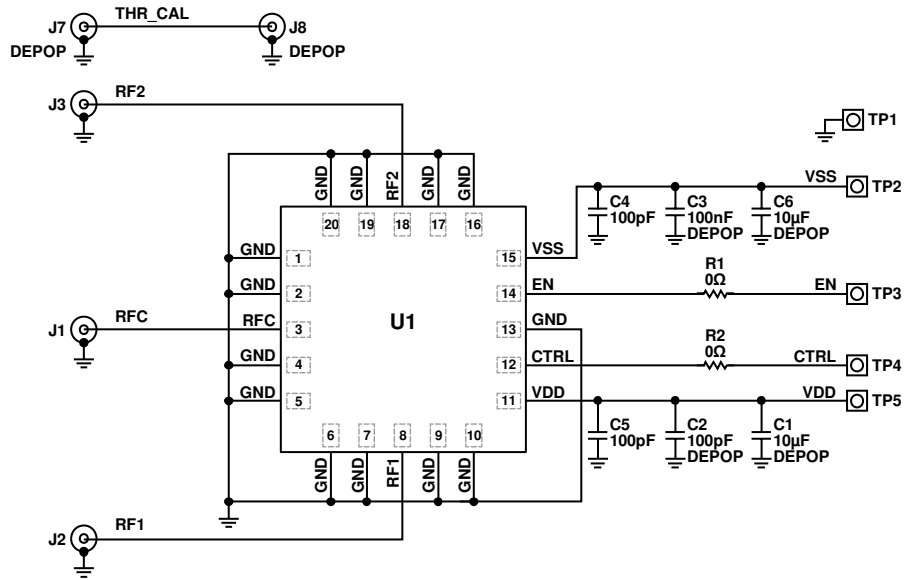 J7
THR_CAL
J8
DEPOP
DEPOP
J3
RF2
TP1
GND
GND
RF2
GND
GND
VSS
TP2
20
19
18
17
16
C4
100pF
C3
100nF
DEPOP
C6
10µF
DEPOP
GND
1
15
VSS
R1
0Ω
GND
2
14
EN
EN
TP3
J1
RFC
RFC
3
U1
13
GND
R2
0Ω
GND
4
12
CTRL
CTRL
TP4
GND
5
11
VDD
VDD
TP5
6
7
8
9
10
C5
100pF
C2
100pF
DEPOP
C1
10µF
DEPOP
GND
GND
RF1
GND
GND
J2
RF1